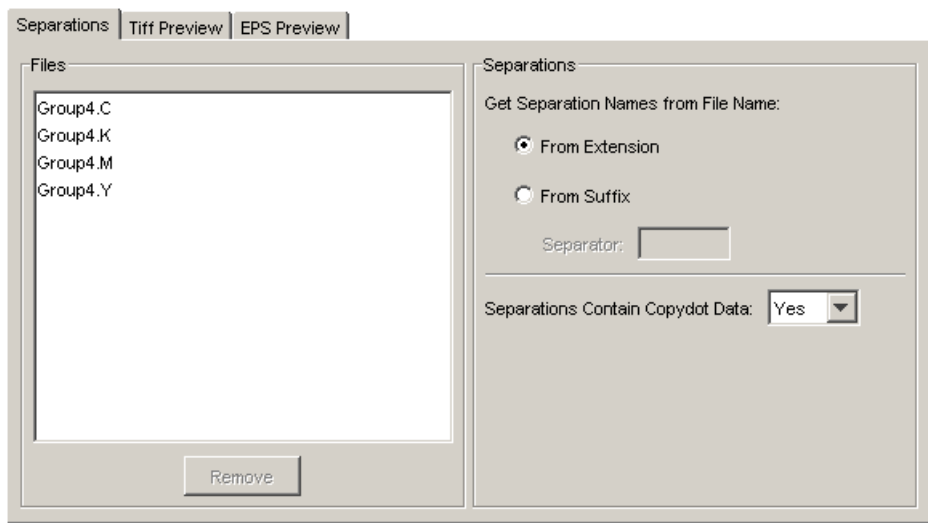 Separations Tiff Preview EPS Preview
Files
Group4.C
Group4.K
Group4.M
Group4.Y
Remove
Separations
Get Separation Names from File Name:
From Extension
From Suffix
Separator:
Separations Contain Copydot Data: Yes